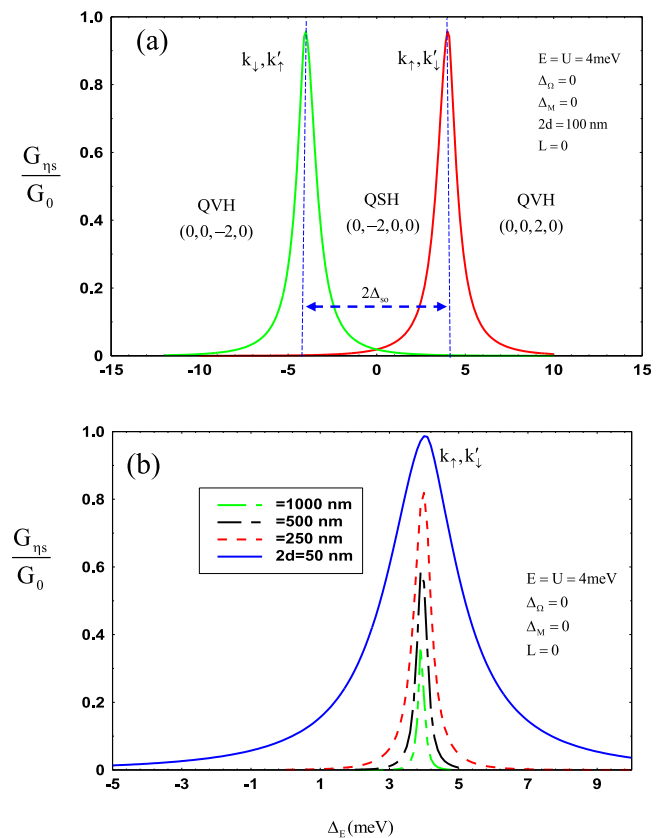 (a)
k↓,k′↑
k↑,k′↓
E = U = 4meV
Δ_Ω = 0
Δ_M = 0
2d = 100 nm
L = 0
G_ηs
G_0
QVH
(0,0,−2,0)
QSH
(0,−2,0,0)
QVH
(0,0,2,0)
2Δ_so
1.0
0.8
0.6
0.4
0.2
0
-15
-10
-5
0
5
10
15
(b)
k↑,k′↓
=1000 nm
=500 nm
=250 nm
2d=50 nm
G_ηs
G_0
E = U = 4meV
Δ_Ω = 0
Δ_M = 0
L = 0
1.0
0.8
0.6
0.4
0.2
0
-5
-3
-1
1
3
5
7
9
Δ_E (meV)